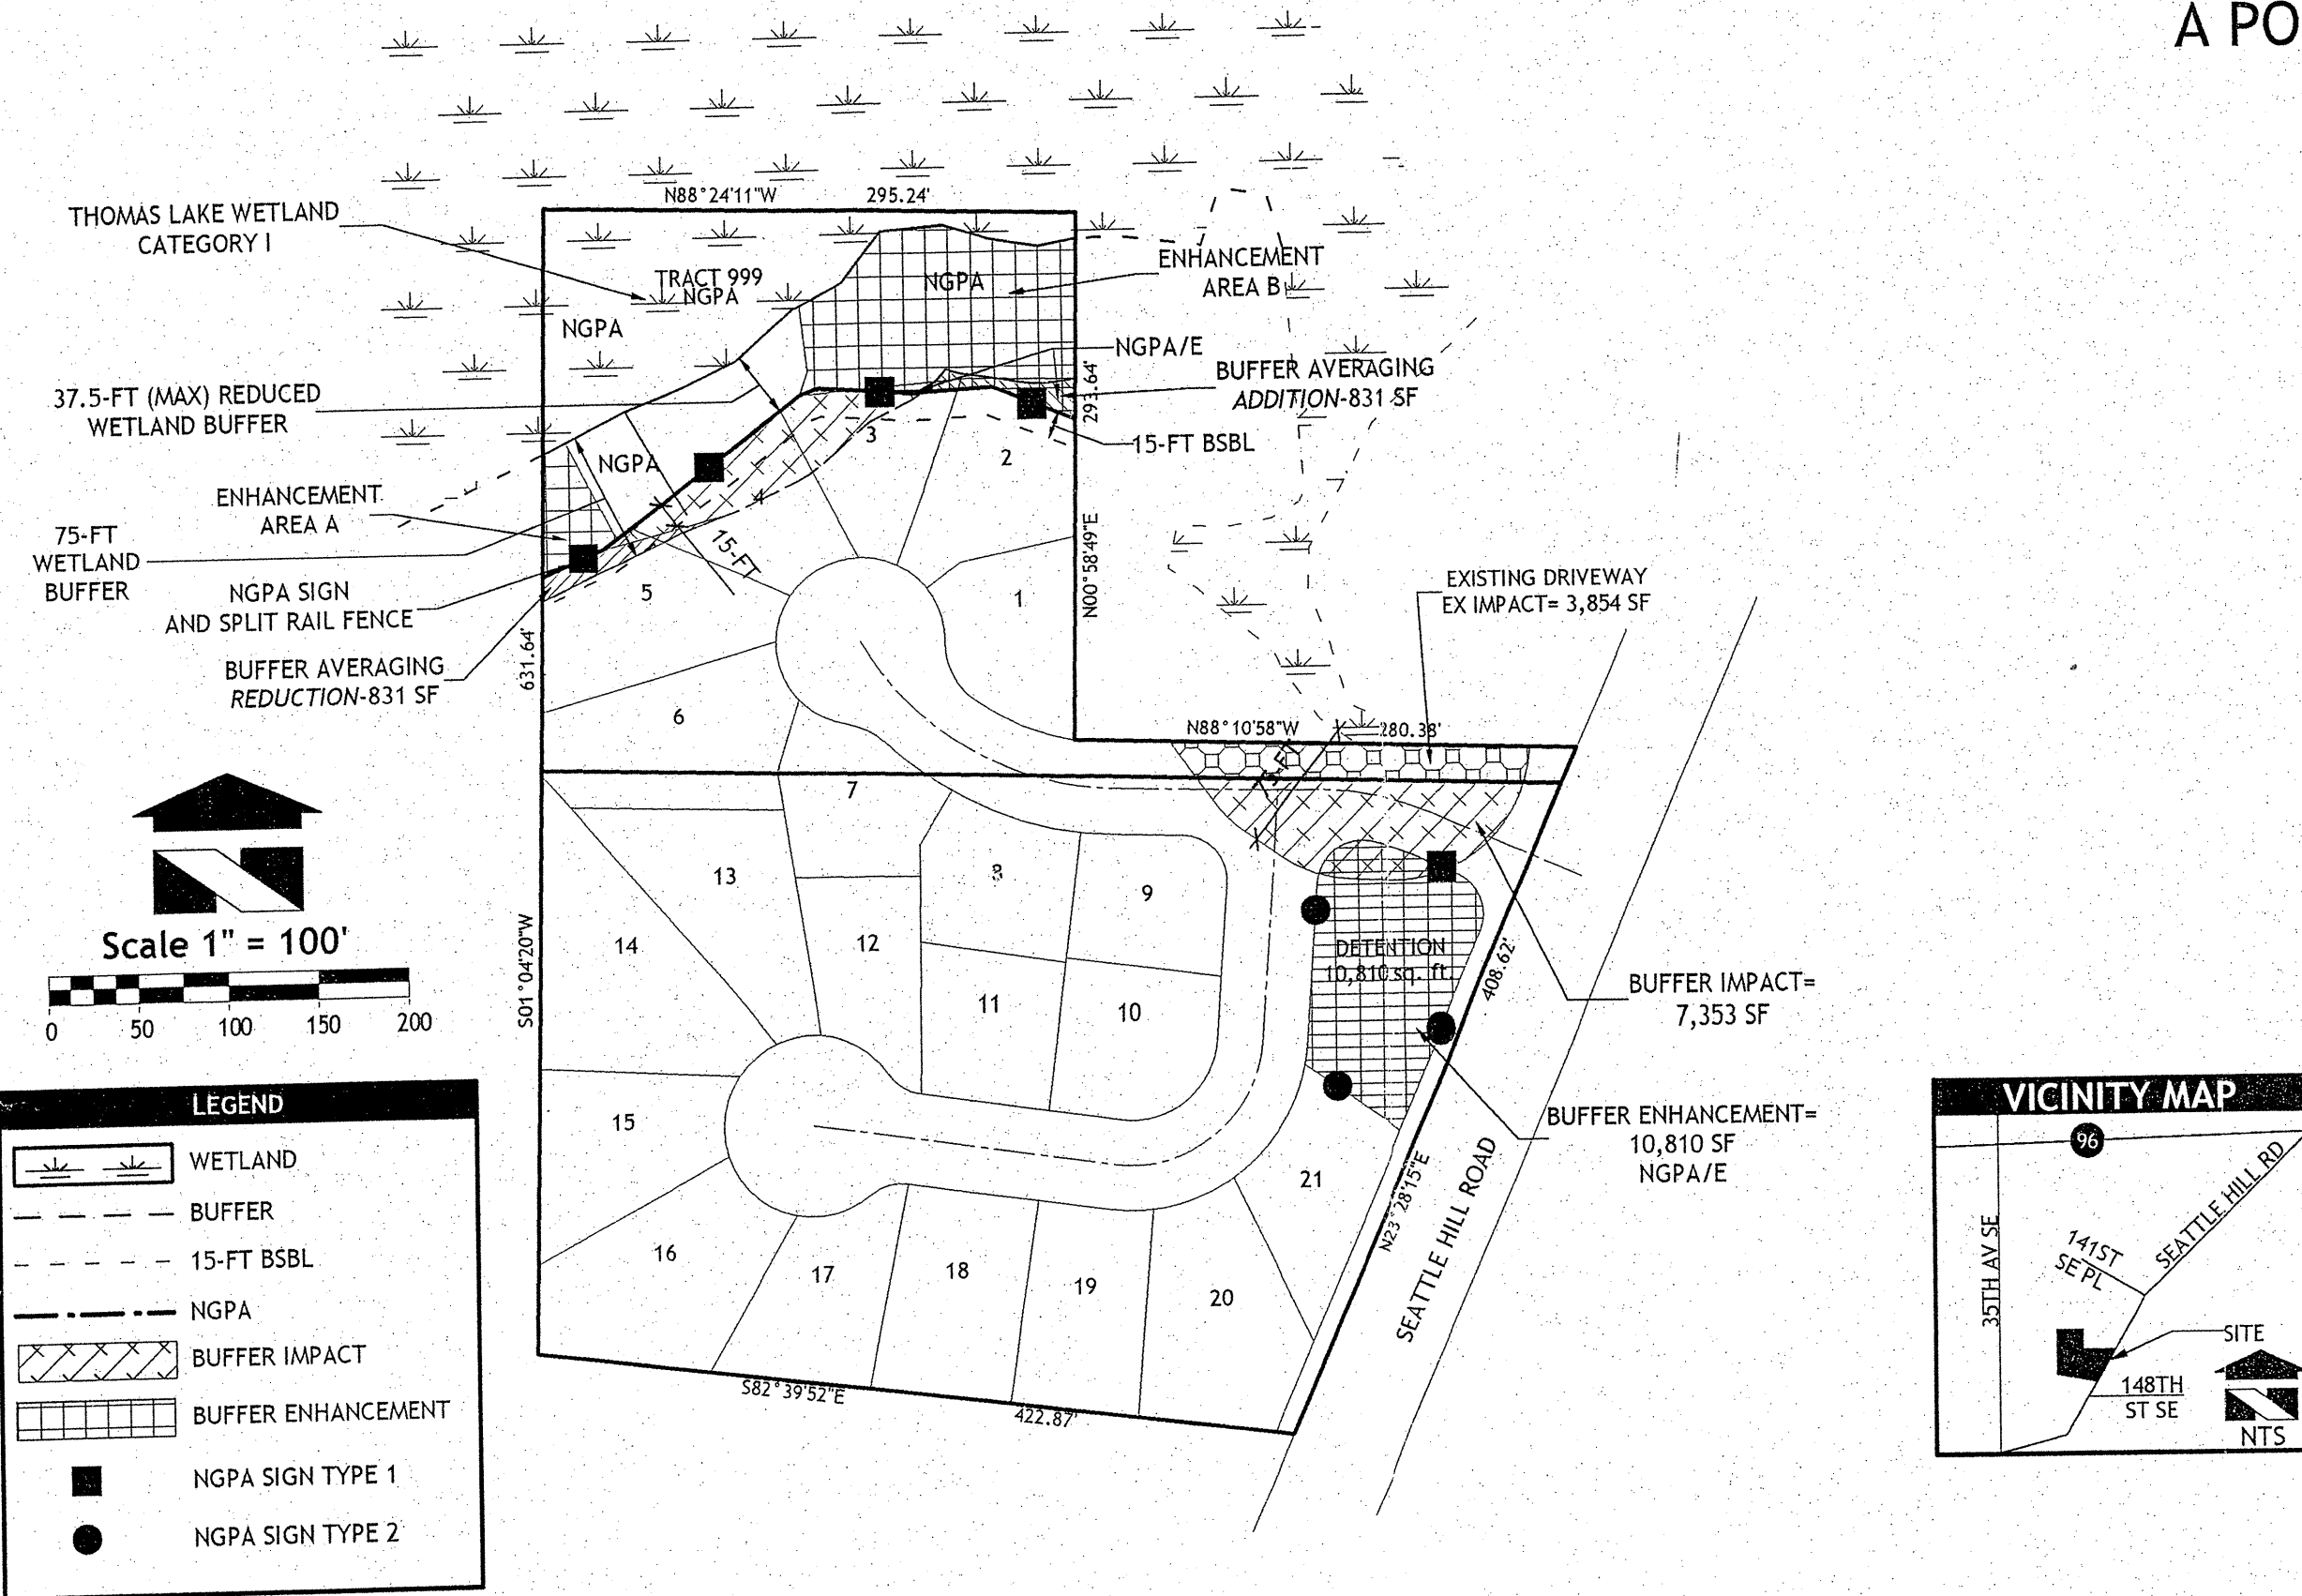 A PO
N88°24'11"W 295.24'
THOMAS LAKE WETLAND
CATEGORY I
TRACT 999
NGPA
NGPA
NGPA
ENHANCEMENT
AREA B
NGPA/E
BUFFER AVERAGING
ADDITION-831 SF
293.64'
15-FT BSBL
37.5-FT (MAX) REDUCED
WETLAND BUFFER
NGPA
ENHANCEMENT
AREA A
75-FT
WETLAND
BUFFER
NGPA SIGN
AND SPLIT RAIL FENCE
BUFFER AVERAGING
REDUCTION-831 SF
15-FT
3
2
4
5
1
6
N00°58'49"E
631.64'
EXISTING DRIVEWAY
EX IMPACT= 3,854 SF
N88°10'58"W 280.38'
75-FT
7
13
8
9
14
12
11
10
DETENTION
10,810 sq. ft.
408.62'
BUFFER IMPACT=
7,353 SF
BUFFER ENHANCEMENT=
10,810 SF
NGPA/E
S01°04'20"W
15
16
17
18
19
20
21
N23°28'15"E
SEATTLE HILL ROAD
S82°39'52"E
422.87'
Scale 1" = 100'
0 50 100 150 200
LEGEND
WETLAND
BUFFER
15-FT BSBL
NGPA
BUFFER IMPACT
BUFFER ENHANCEMENT
NGPA SIGN TYPE 1
NGPA SIGN TYPE 2
VICINITY MAP
96
35TH AV SE
141ST
SE PL
SEATTLE HILL RD
SITE
148TH
ST SE
NTS